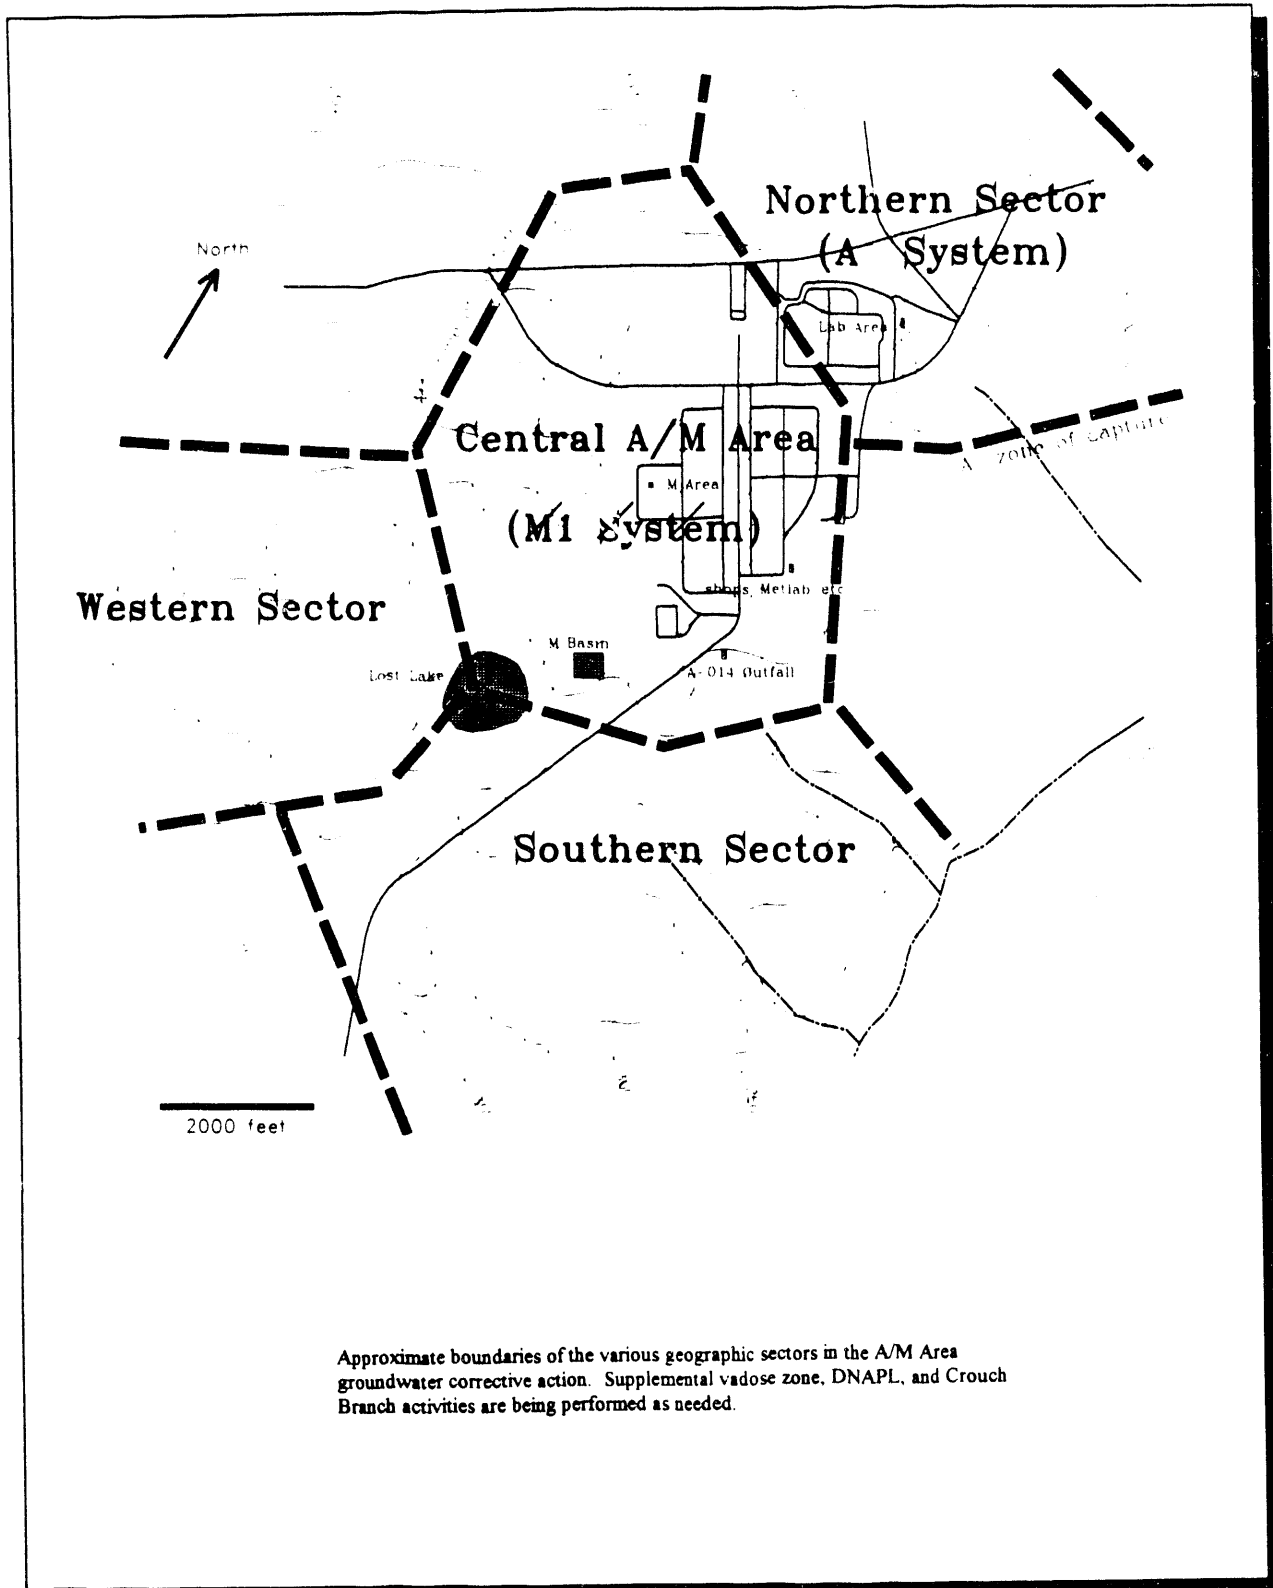 Northern Sector
(A System)
North
Lab Area
Central A/M Area
A zone of capture
M Area
(M1 System)
shops, Metlab etc
Western Sector
M Basin
Lost Lake
A-014 Outfall
Southern Sector
2000 feet
Approximate boundaries of the various geographic sectors in the A/M Area
groundwater corrective action. Supplemental vadose zone, DNAPL, and Crouch
Branch activities are being performed as needed.